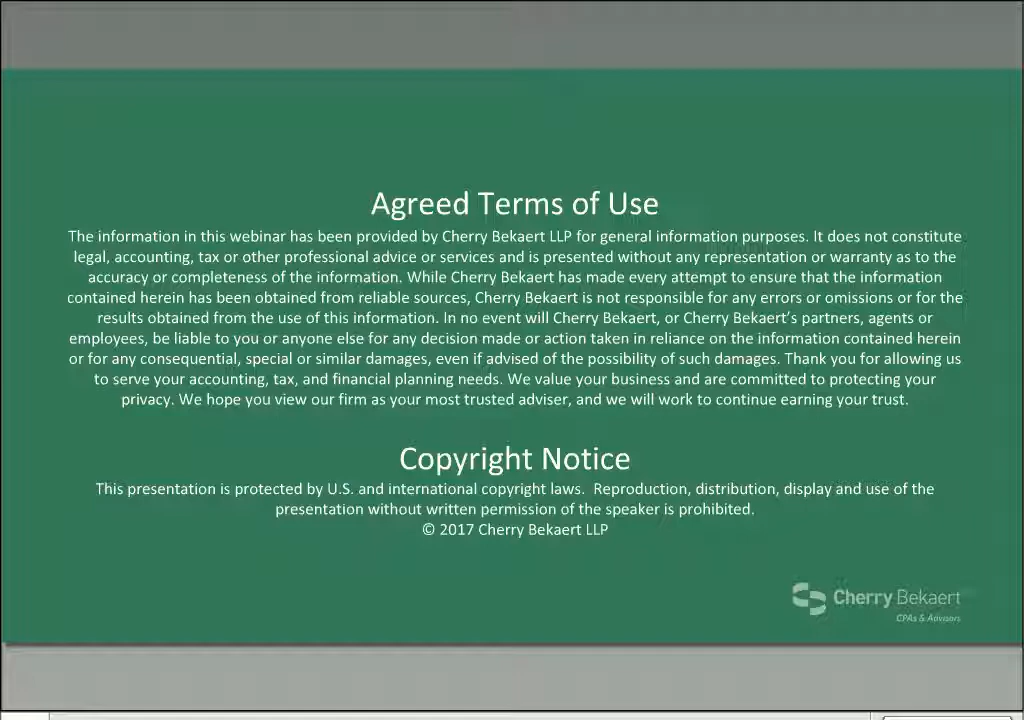 Agreed Terms of Use
The information in this webinar has been provided by Cherry Bekaert LLP for general information purposes. It does not constitute
legal, accounting, tax or other professional advice or services and is presented without any representation or warranty as to the
accuracy or completeness of the information. While Cherry Bekaert has made every attempt to ensure that the information
contained herein has been obtained from reliable sources, Cherry Bekaert is not responsible for any errors or omissions or for the
results obtained from the use of this information. In no event will Cherry Bekaert, or Cherry Bekaert’s partners, agents or
employees, be liable to you or anyone else for any decision made or action taken in reliance on the information contained herein
or for any consequential, special or similar damages, even if advised of the possibility of such damages. Thank you for allowing us
to serve your accounting, tax, and financial planning needs. We value your business and are committed to protecting your
privacy. We hope you view our firm as your most trusted adviser, and we will work to continue earning your trust.
Copyright Notice
This presentation is protected by U.S. and international copyright laws.  Reproduction, distribution, display and use of the
presentation without written permission of the speaker is prohibited.
© 2017 Cherry Bekaert LLP
Cherry Bekaert
CPAs & Advisors